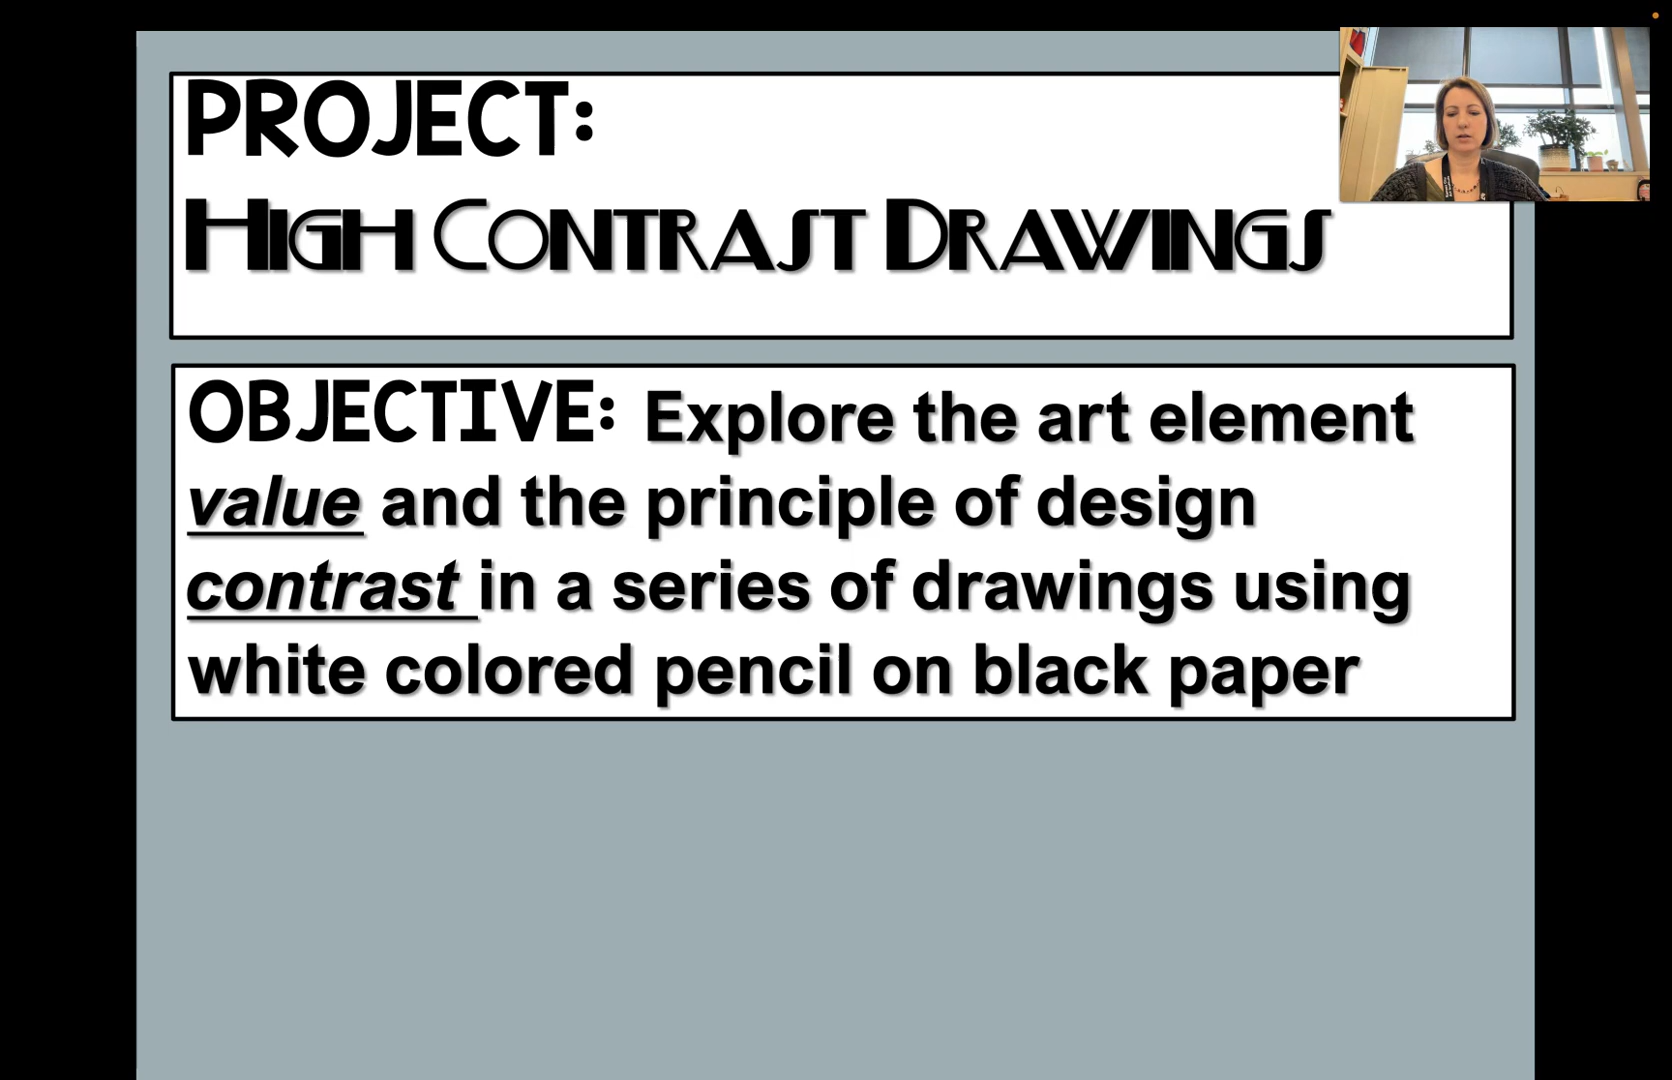 PROJECT:
HIGH CONTRAST DRAWINGS
OBJECTIVE: Explore the art element
value and the principle of design
contrast in a series of drawings using
white colored pencil on black paper